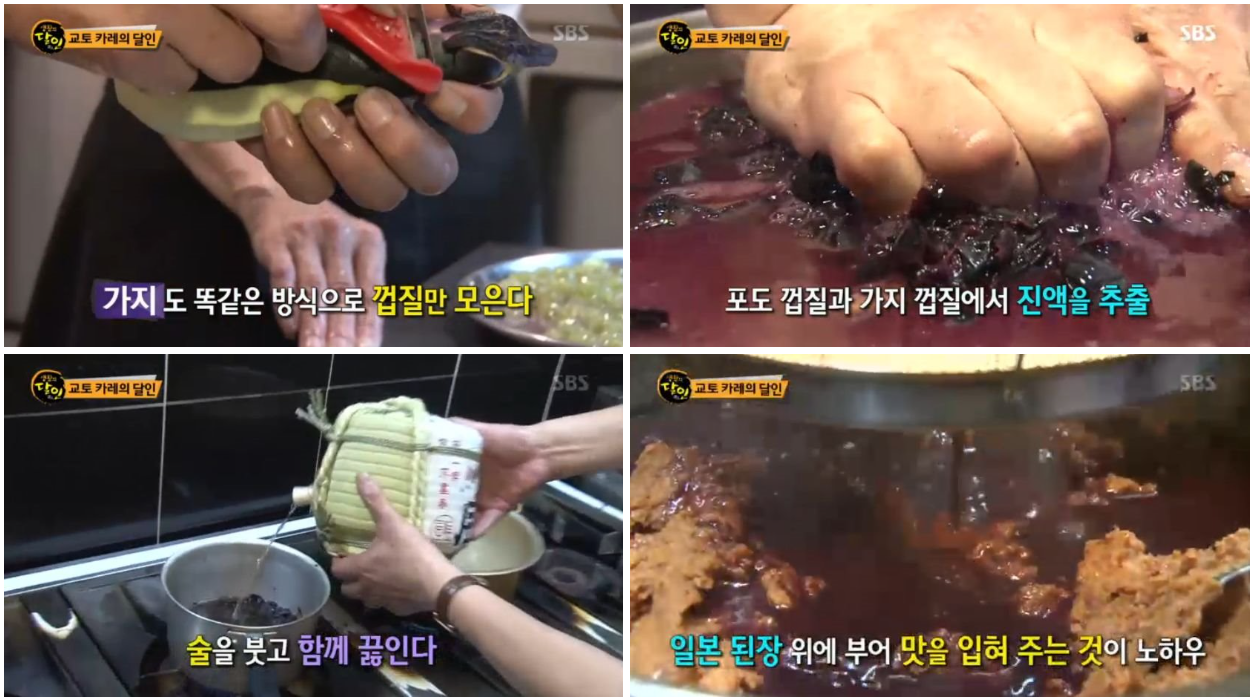 생활의 달인 교토 카레의 달인
SBS
가지도 똑같은 방식으로 껍질만 모은다
생활의 달인 교토 카레의 달인
SBS
포도 껍질과 가지 껍질에서 진액을 추출
생활의 달인 교토 카레의 달인
SBS
술을 붓고 함께 끓인다
생활의 달인 교토 카레의 달인
SBS
일본 된장 위에 부어 맛을 입혀 주는 것이 노하우